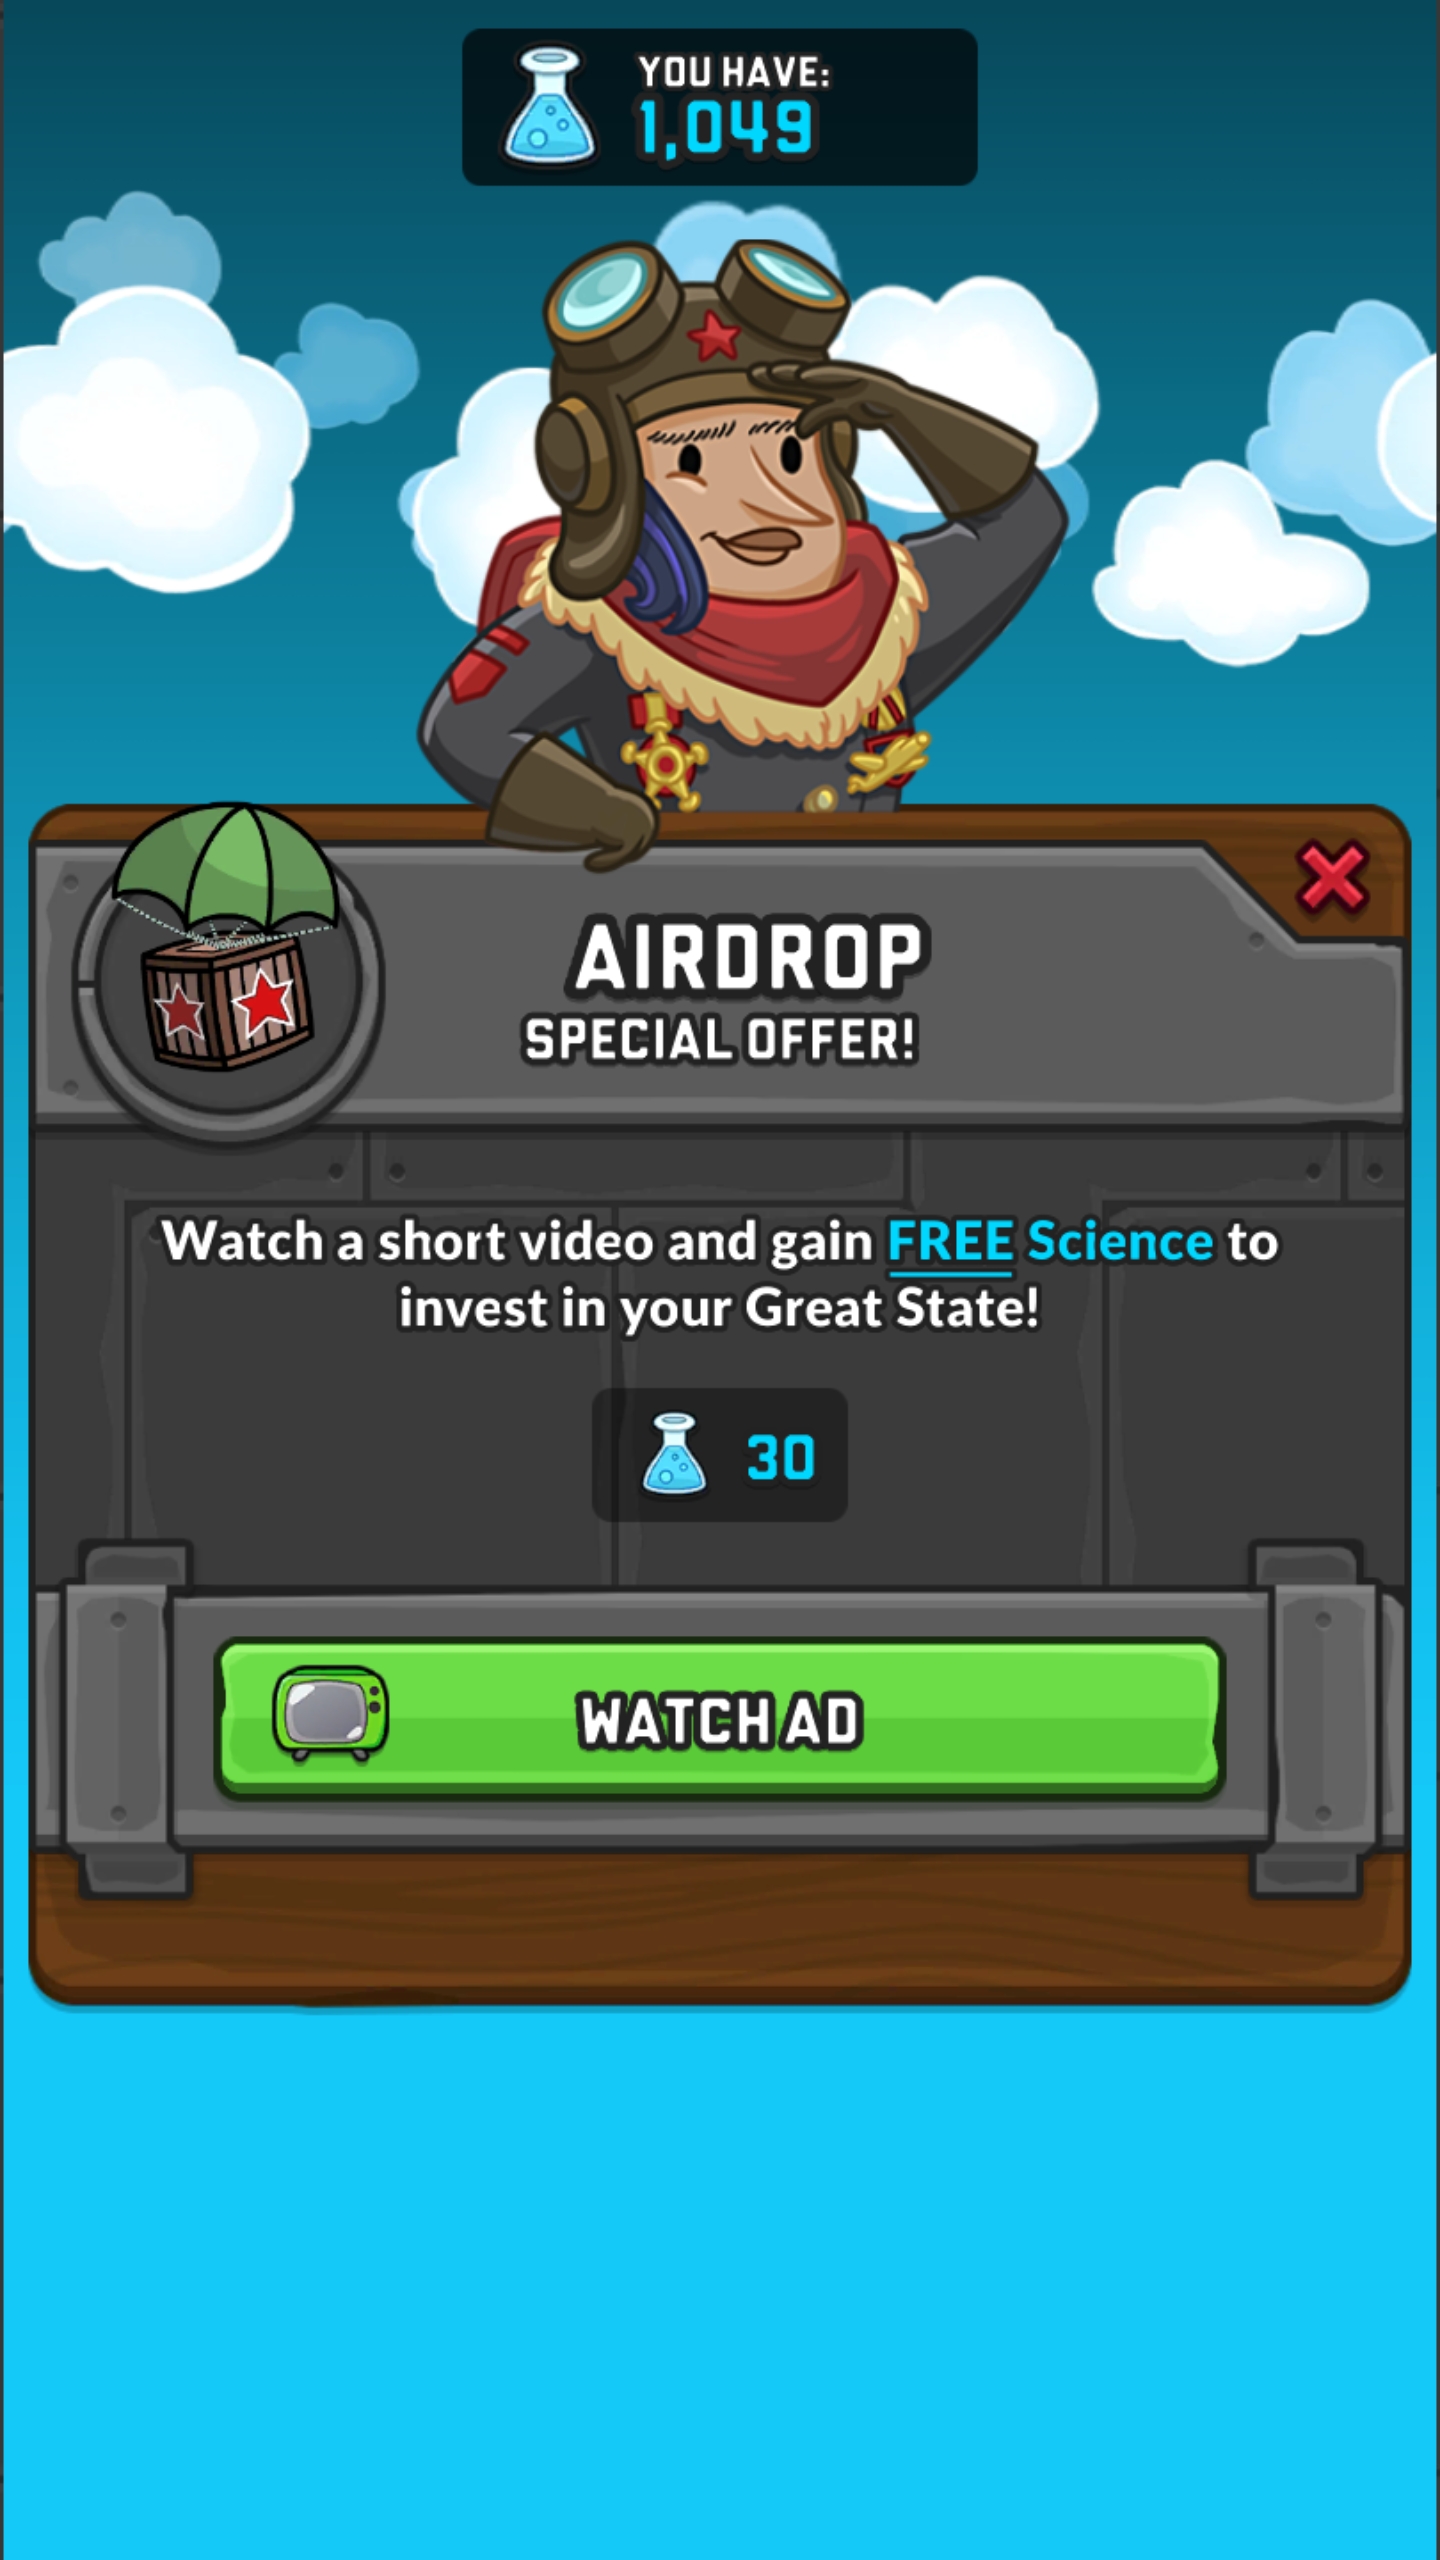 YOU HAVE:
1,049
AIRDROP
SPECIAL OFFER!
Watch a short video and gain FREE Science to
invest in your Great State!
30
WATCH AD